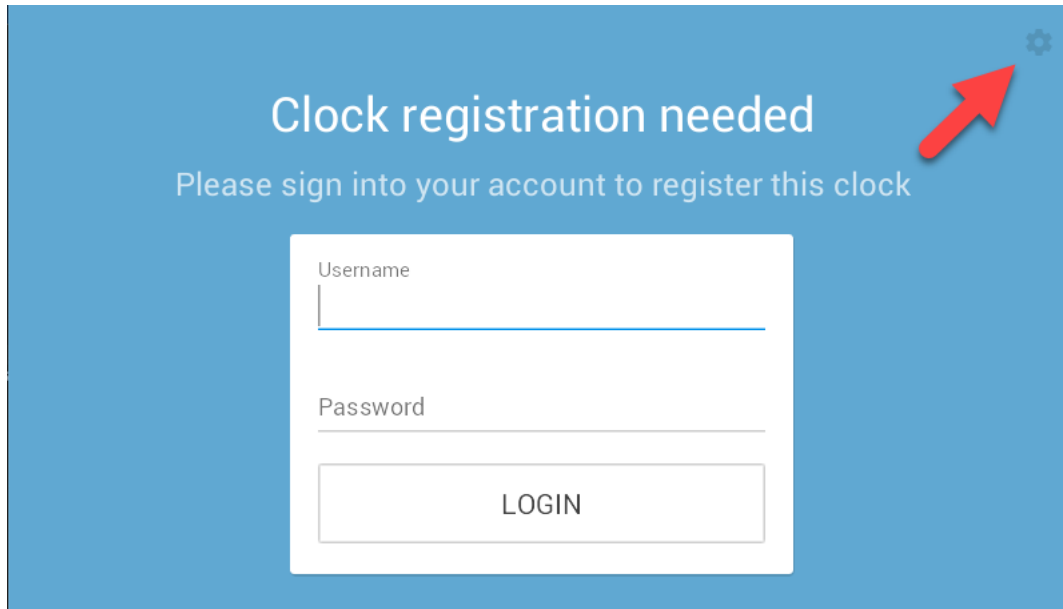 Clock registration needed
Please sign into your account to register this clock
Username
Password
LOGIN